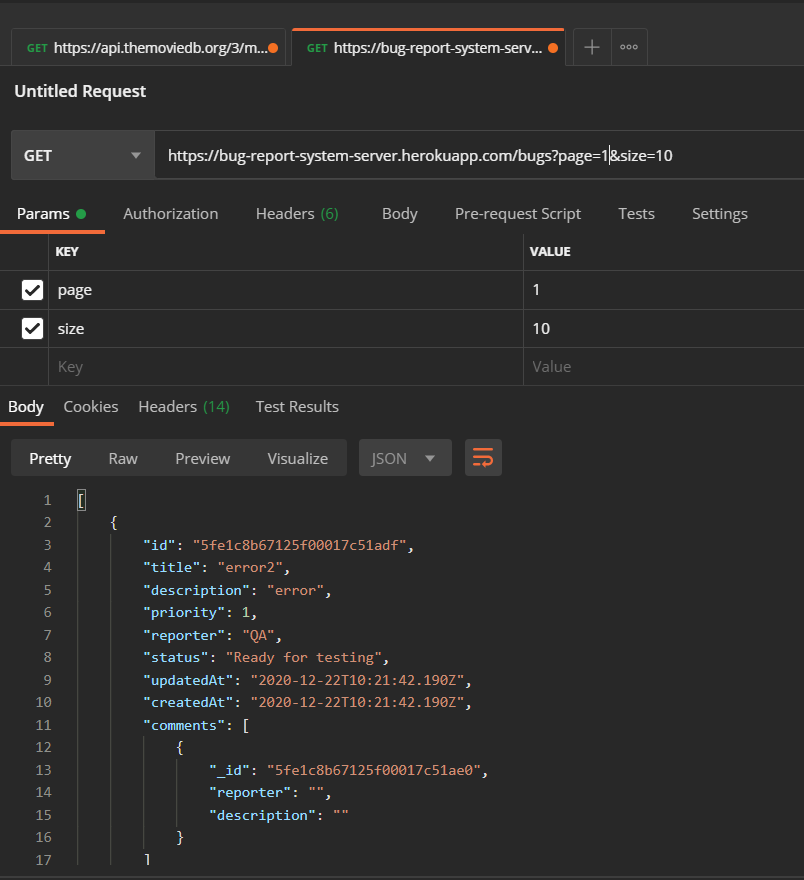 GET https://api.themoviedb.org/3/m... GET https://bug-report-system-serv... + ooo
Untitled Request
GET https://bug-report-system-server.herokuapp.com/bugs?page=1&size=10
Params Authorization Headers (6) Body Pre-request Script Tests Settings
KEY VALUE
page 1
size 10
Key Value
Body Cookies Headers (14) Test Results
Pretty Raw Preview Visualize JSON
1 [
2 {
3 "id": "5fe1c8b67125f00017c51adf",
4 "title": "error2",
5 "description": "error",
6 "priority": 1,
7 "reporter": "QA",
8 "status": "Ready for testing",
9 "updatedAt": "2020-12-22T10:21:42.190Z",
10 "createdAt": "2020-12-22T10:21:42.190Z",
11 "comments": [
12 {
13 "_id": "5fe1c8b67125f00017c51ae0",
14 "reporter": "",
15 "description": ""
16 }
17 ]